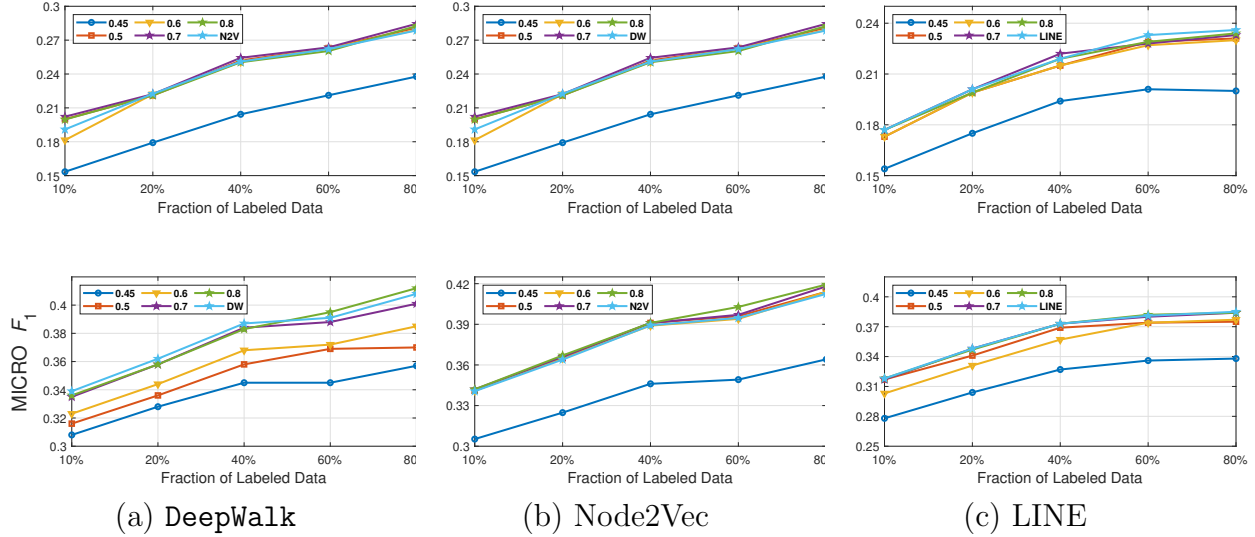 0.3
0.27
0.24
0.21
0.18
0.15
0.45 0.6 0.8
0.5 0.7 N2V
10% 20% 40% 60% 80
Fraction of Labeled Data
0.3
0.27
0.24
0.21
0.18
0.15
0.45 0.6 0.8
0.5 0.7 DW
10% 20% 40% 60% 80
Fraction of Labeled Data
0.24
0.21
0.18
0.15
0.45 0.6 0.8
0.5 0.7 LINE
10% 20% 40% 60% 80%
Fraction of Labeled Data
MICRO F1
0.4
0.38
0.36
0.34
0.32
0.3
0.45 0.6 0.8
0.5 0.7 DW
10% 20% 40% 60% 80
Fraction of Labeled Data
0.42
0.39
0.36
0.33
0.3
0.45 0.6 0.8
0.5 0.7 N2V
10% 20% 40% 60% 80
Fraction of Labeled Data
0.4
0.37
0.34
0.31
0.28
0.25
0.45 0.6 0.8
0.5 0.7 LINE
10% 20% 40% 60% 80%
Fraction of Labeled Data
(a) DeepWalk
(b) Node2Vec
(c) LINE